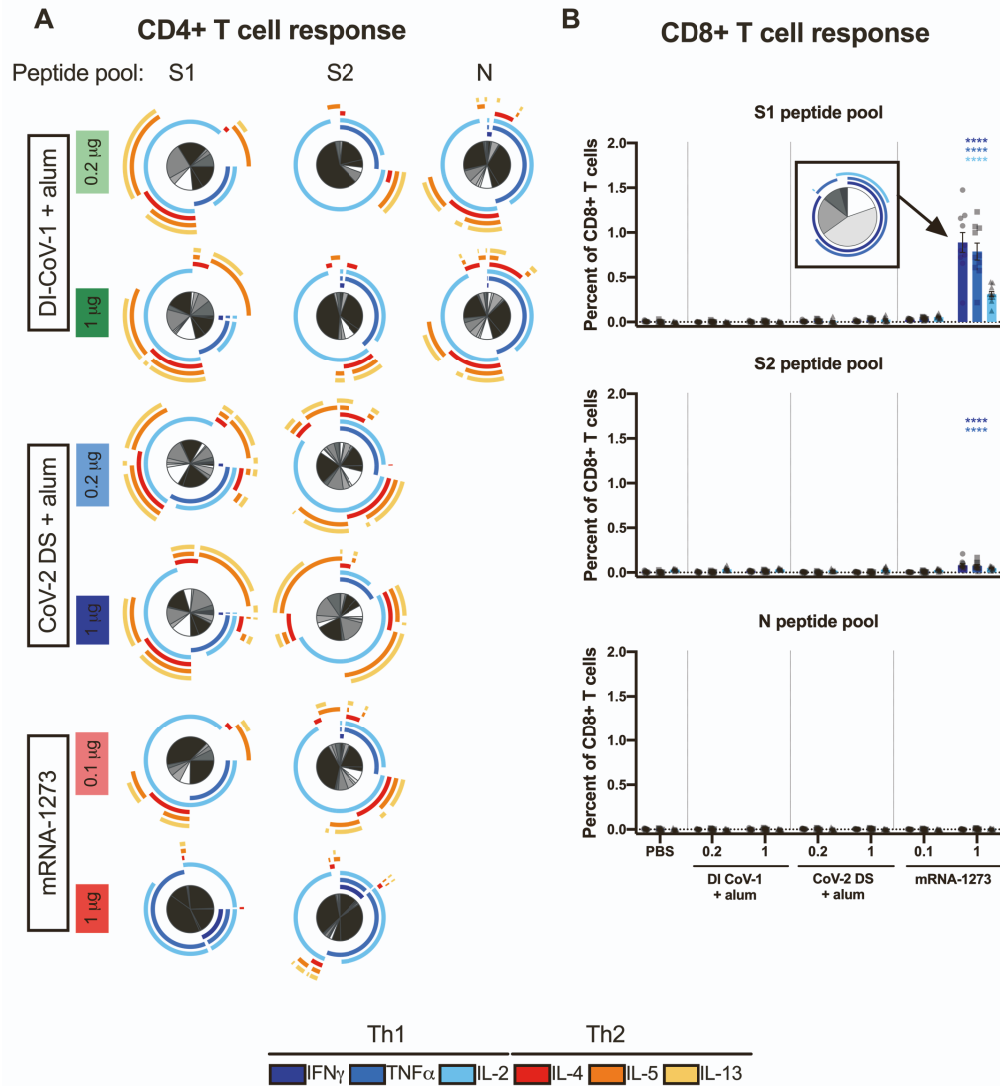 A
CD4+ T cell response
Peptide pool: S1 S2 N
DI-CoV-1 + alum
0.2 µg
1 µg
CoV-2 DS + alum
0.2 µg
1 µg
mRNA-1273
0.1 µg
1 µg
Th1 Th2
IFNγ TNFα IL-2 IL-4 IL-5 IL-13
B
CD8+ T cell response
S1 peptide pool
Percent of CD8+ T cells
2.0
1.5
1.0
0.5
0.0
****
****
****
S2 peptide pool
Percent of CD8+ T cells
2.0
1.5
1.0
0.5
0.0
****
****
N peptide pool
Percent of CD8+ T cells
2.0
1.5
1.0
0.5
0.0
PBS 0.2 1 0.2 1 0.1 1
DI CoV-1 + alum
CoV-2 DS + alum
mRNA-1273